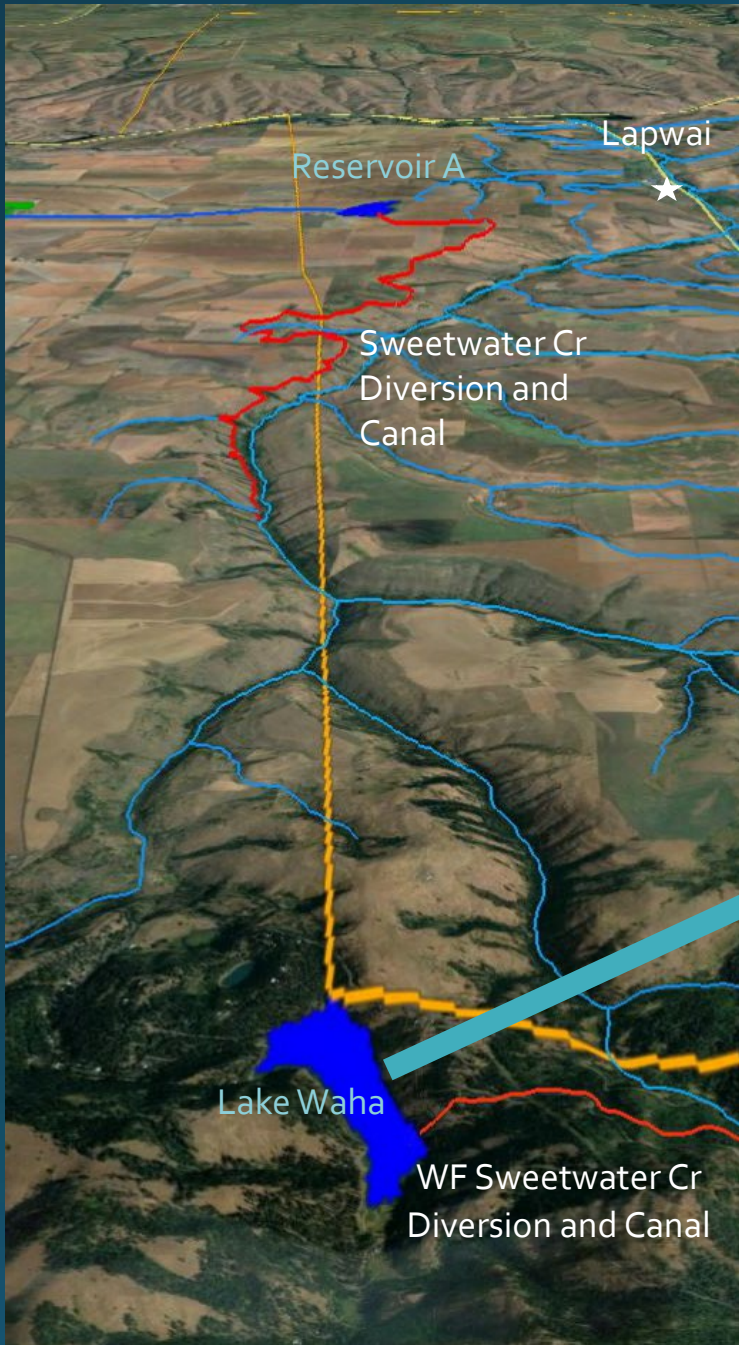 Lapwai
Reservoir A
Sweetwater Cr
Diversion and
Canal
Lake Waha
WF Sweetwater Cr
Diversion and Canal